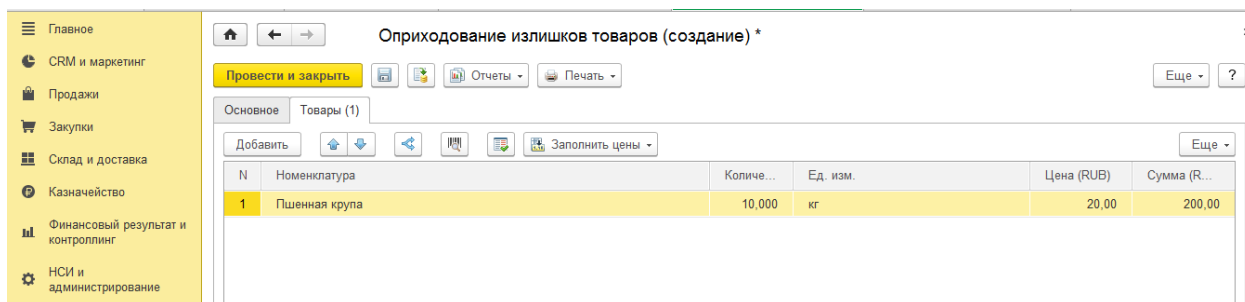 Главное
CRM и маркетинг
Продажи
Закупки
Склад и доставка
Казначейство
Финансовый результат и
контроллинг
НСИ и
администрирование
Оприходование излишков товаров (создание) *
Провести и закрыть
Отчеты
Печать
Еще
?
Основное
Товары (1)
Добавить
Заполнить цены
Еще
N Номенклатура Количе... Ед. изм. Цена (RUB) Сумма (R...
1 Пшенная крупа 10,000 кг 20,00 200,00